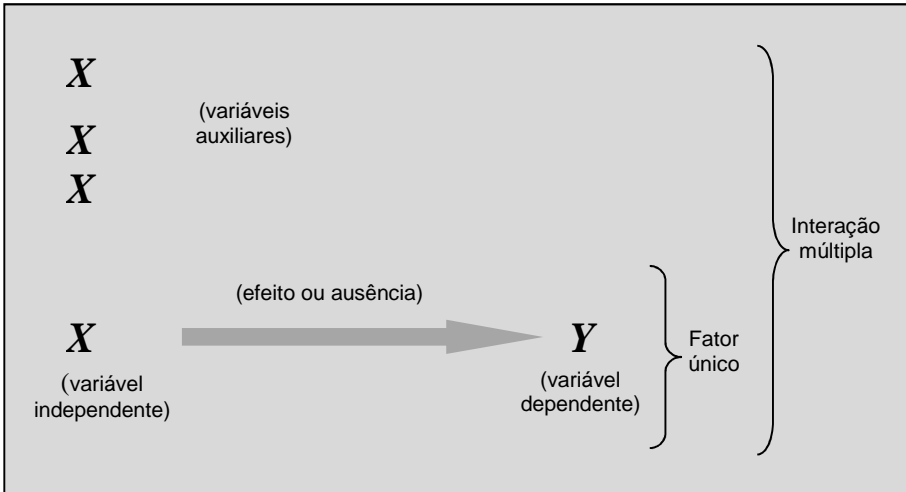 X
(variáveis
auxiliares)
X
X
Interação
múltipla
(efeito ou ausência)
X
Y
Fator
único
(variável
independente)
(variável
dependente)